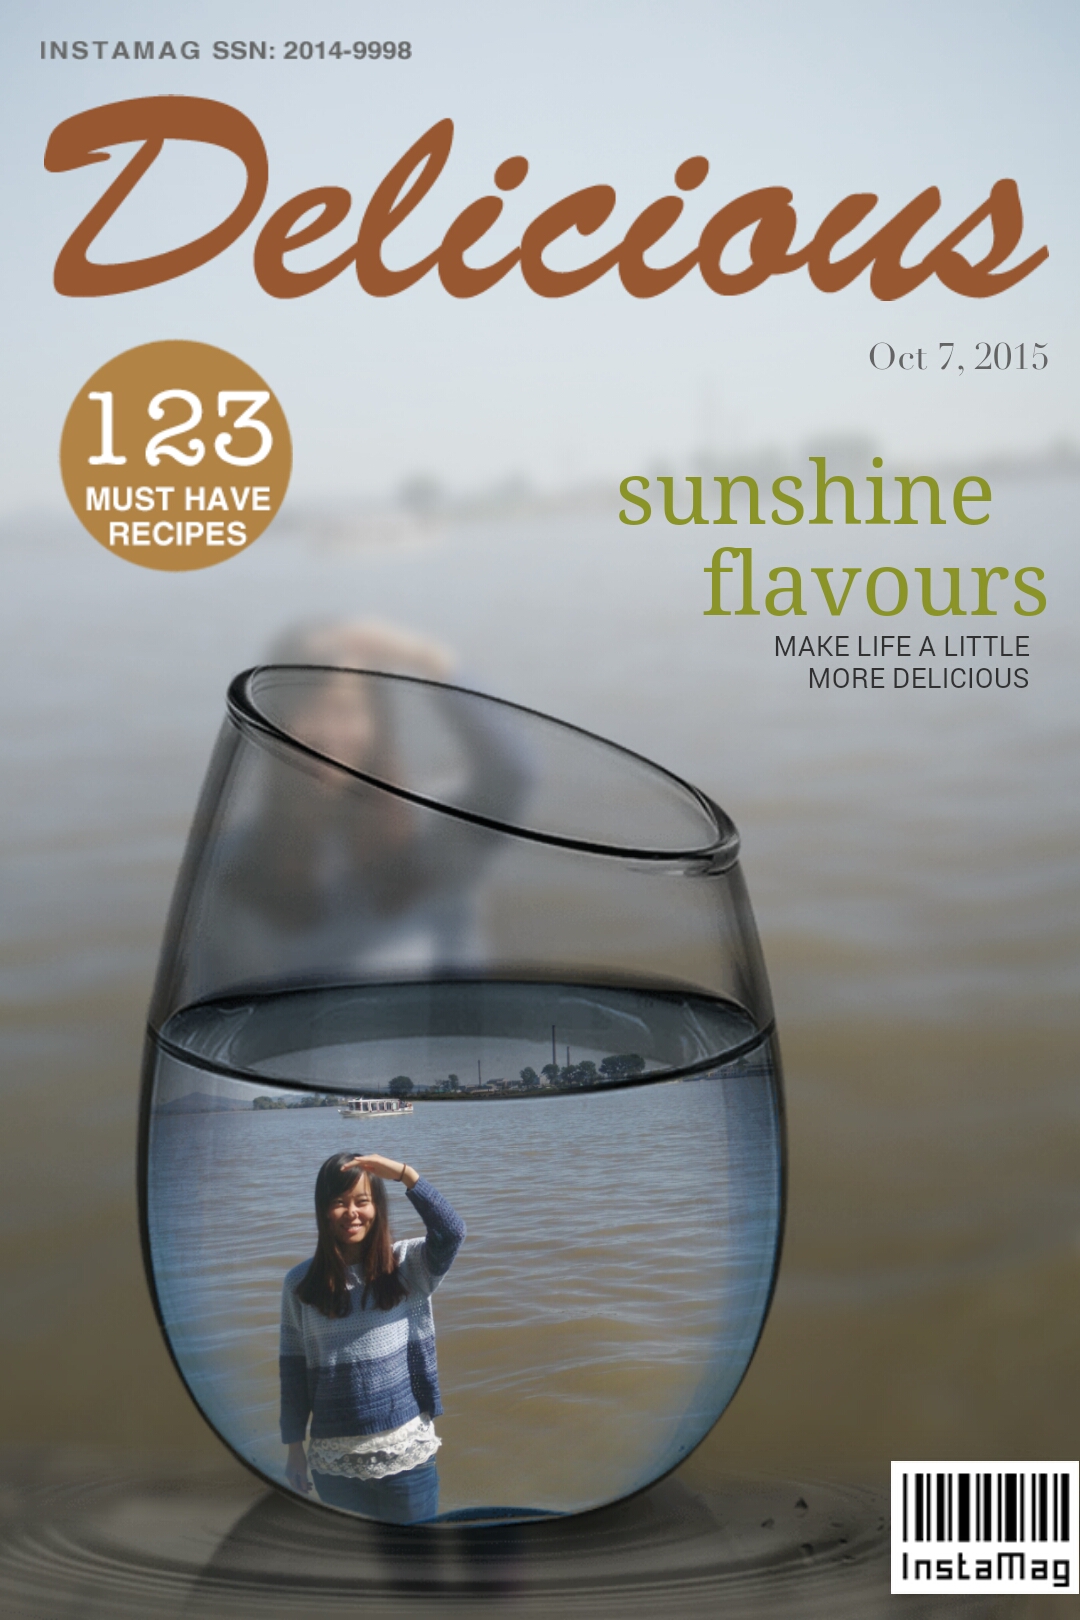 INSTAMAG SSN: 2014-9998
Delicious
Oct 7, 2015
123
MUST HAVE
RECIPES
sunshine
flavours
MAKE LIFE A LITTLE
MORE DELICIOUS
InstaMag